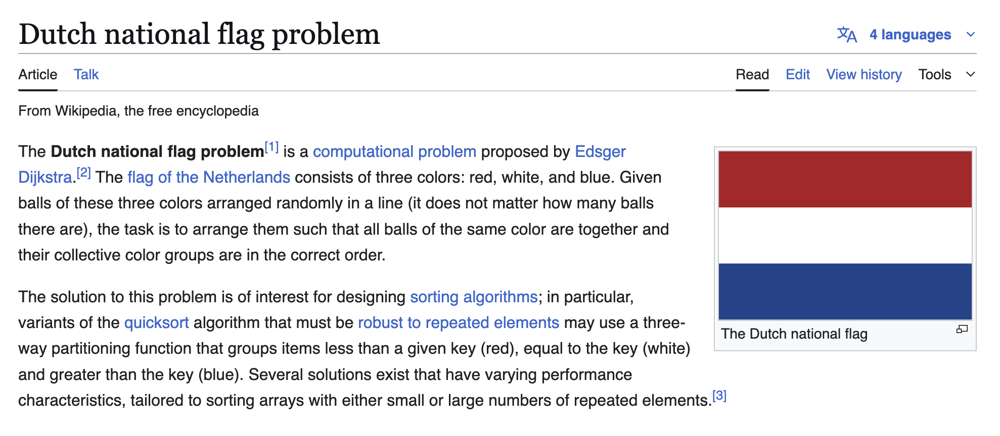 Dutch national flag problem
文A 4 languages
Article Talk
Read Edit View history Tools
From Wikipedia, the free encyclopedia
The Dutch national flag problem[1] is a computational problem proposed by Edsger
Dijkstra.[2] The flag of the Netherlands consists of three colors: red, white, and blue. Given
balls of these three colors arranged randomly in a line (it does not matter how many balls
there are), the task is to arrange them such that all balls of the same color are together and
their collective color groups are in the correct order.
The solution to this problem is of interest for designing sorting algorithms; in particular,
variants of the quicksort algorithm that must be robust to repeated elements may use a three-
way partitioning function that groups items less than a given key (red), equal to the key (white)
and greater than the key (blue). Several solutions exist that have varying performance
characteristics, tailored to sorting arrays with either small or large numbers of repeated elements.[3]
The Dutch national flag